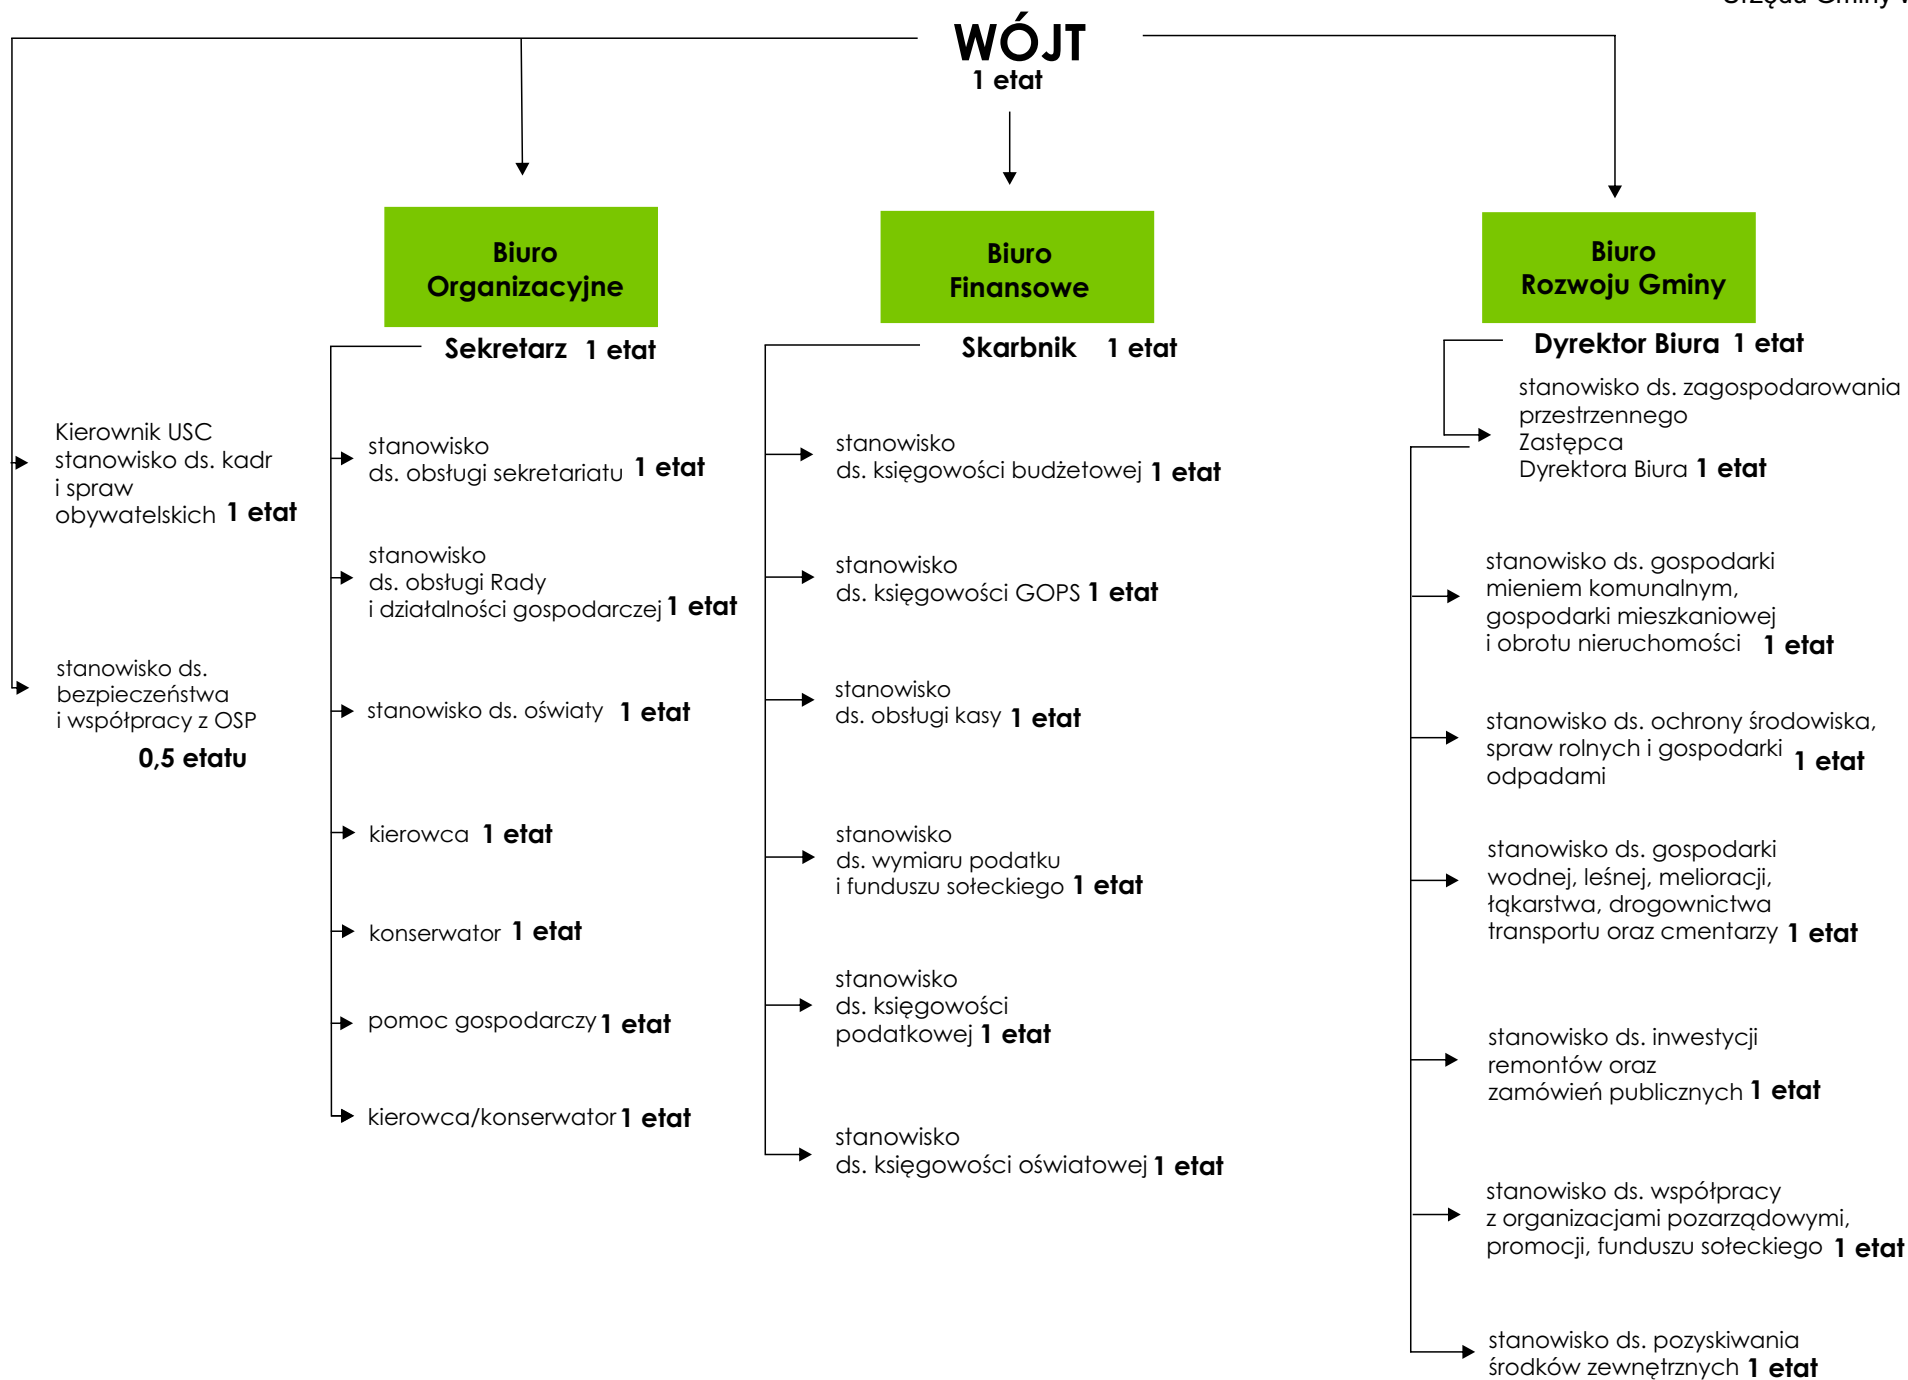 Urzędu Gminy
WÓJT
1 etat
Kierownik USC
stanowisko ds. kadr
i spraw
obywatelskich 1 etat
stanowisko ds.
bezpieczeństwa
i współpracy z OSP
0,5 etatu
Biuro
Organizacyjne
Sekretarz 1 etat
stanowisko
ds. obsługi sekretariatu 1 etat
stanowisko
ds. obsługi Rady
i działalności gospodarczej 1 etat
stanowisko ds. oświaty 1 etat
kierowca 1 etat
konserwator 1 etat
pomoc gospodarczy 1 etat
kierowca/konserwator 1 etat
Biuro
Finansowe
Skarbnik 1 etat
stanowisko
ds. księgowości budżetowej 1 etat
stanowisko
ds. księgowości GOPS 1 etat
stanowisko
ds. obsługi kasy 1 etat
stanowisko
ds. wymiaru podatku
i funduszu sołeckiego 1 etat
stanowisko
ds. księgowości
podatkowej 1 etat
stanowisko
ds. księgowości oświatowej 1 etat
Biuro
Rozwoju Gminy
Dyrektor Biura 1 etat
stanowisko ds. zagospodarowania
przestrzennego
Zastępca
Dyrektora Biura 1 etat
stanowisko ds. gospodarki
mieniem komunalnym,
gospodarki mieszkaniowej
i obrotu nieruchomości 1 etat
stanowisko ds. ochrony środowiska,
spraw rolnych i gospodarki 1 etat
odpadami
stanowisko ds. gospodarki
wodnej, leśnej, melioracji,
łąkarstwa, drogownictwa
transportu oraz cmentarzy 1 etat
stanowisko ds. inwestycji
remontów oraz
zamówień publicznych 1 etat
stanowisko ds. współpracy
z organizacjami pozarządowymi,
promocji, funduszu sołeckiego 1 etat
stanowisko ds. pozyskiwania
środków zewnętrznych 1 etat